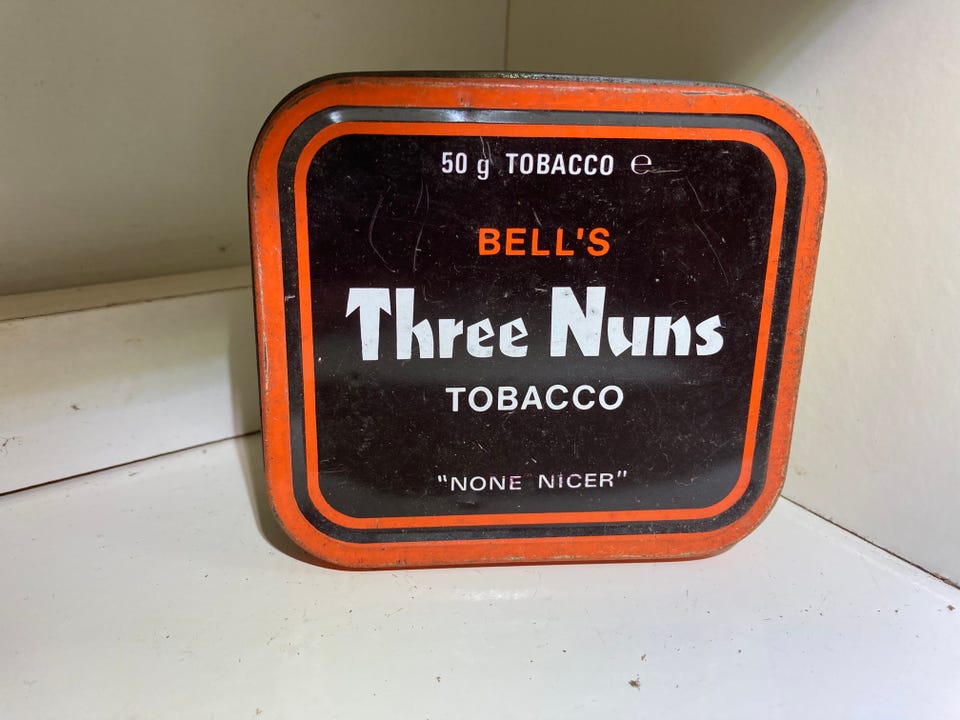 50 g TOBACCO ℮
BELL'S
Three Nuns
TOBACCO
"NONE NICER"